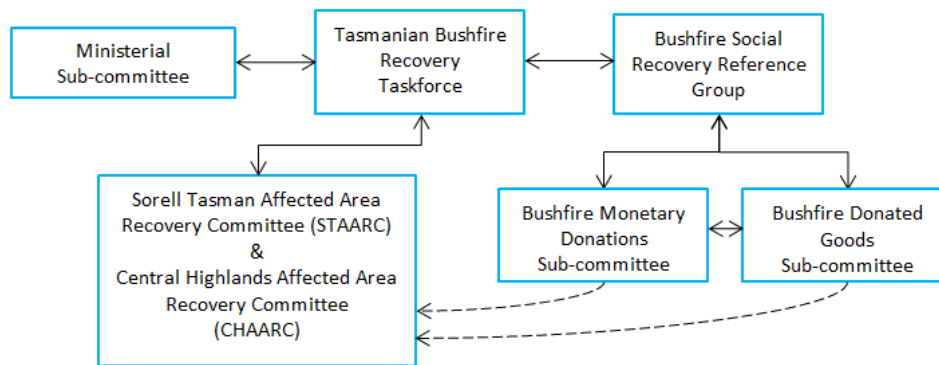 Ministerial
Sub-committee
Tasmanian Bushfire
Recovery
Taskforce
Bushfire Social
Recovery Reference
Group
Sorell Tasman Affected Area
Recovery Committee (STAARC)
&
Central Highlands Affected Area
Recovery Committee
(CHAARC)
Bushfire Monetary
Donations
Sub-committee
Bushfire Donated
Goods
Sub-committee